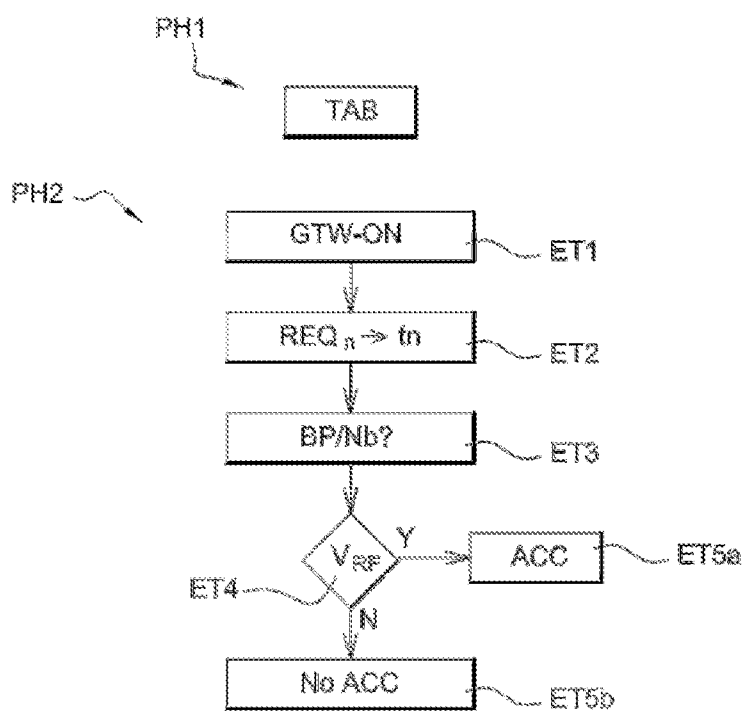 PH1
TAB
PH2
GTW-ON
ET1
REQ n → tn
ET2
BP/Nb?
ET3
V RF
Y
ACC
ET5a
ET4
N
No ACC
ET5b